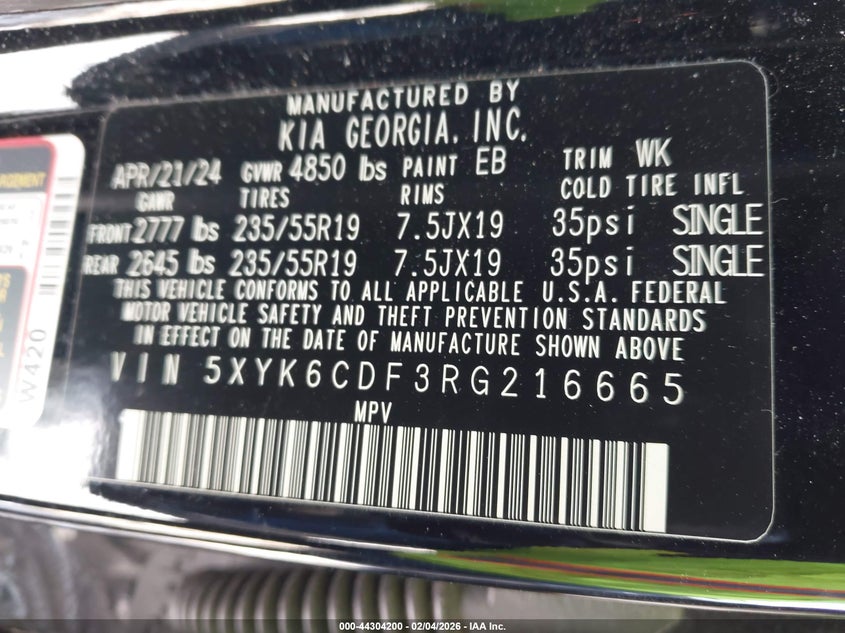 MANUFACTURED BY
KIA GEORGIA, INC.
APR/21/24 GVWR 4850 lbs PAINT EB TRIM WK
GAWR TIRES RIMS COLD TIRE INFL
FRONT 2777 lbs 235/55R19 7.5JX19 35psi SINGLE
REAR 2645 lbs 235/55R19 7.5JX19 35psi SINGLE
THIS VEHICLE CONFORMS TO ALL APPLICABLE U.S.A. FEDERAL
MOTOR VEHICLE SAFETY AND THEFT PREVENTION STANDARDS
IN EFFECT ON THE DATE OF MANUFACTURE SHOWN ABOVE
VIN 5XYK6CDF3RG216665
MPV
W420
000-44304200 - 02/04/2026 - IAA Inc.